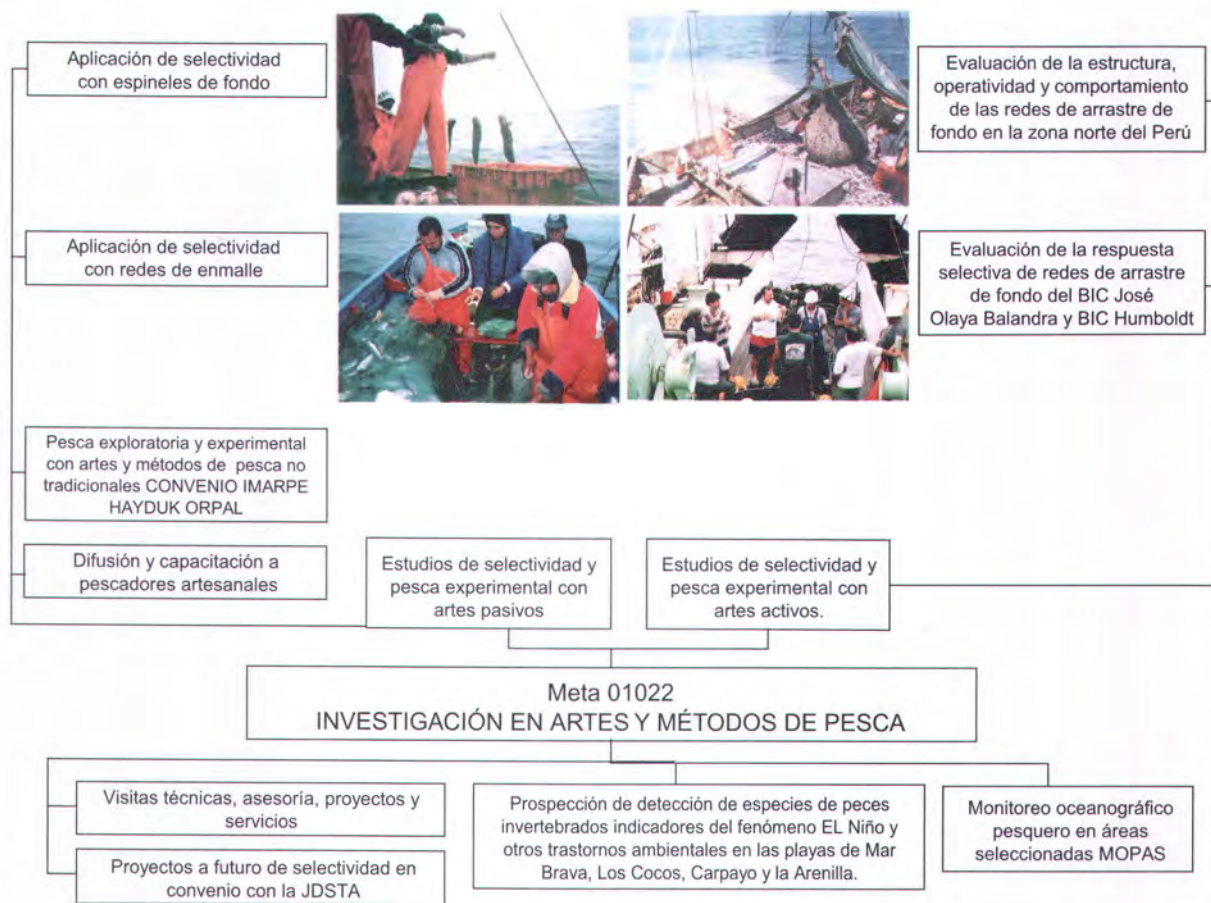 Aplicación de selectividad
con espineles de fondo
Evaluación de la estructura,
operatividad y comportamiento
de las redes de arrastre de
fondo en la zona norte del Perú
Aplicación de selectividad
con redes de enmalle
Evaluación de la respuesta
selectiva de redes de arrastre
de fondo del BIC José
Olaya Balandra y BIC Humboldt
Pesca exploratoria y experimental
con artes y métodos de pesca no
tradicionales CONVENIO IMARPE
HAYDUK ORPAL
Difusión y capacitación a
pescadores artesanales
Estudios de selectividad y
pesca experimental con
artes pasivos
Estudios de selectividad y
pesca experimental con
artes activos.
Meta 01022
INVESTIGACIÓN EN ARTES Y MÉTODOS DE PESCA
Visitas técnicas, asesoría, proyectos y
servicios
Proyectos a futuro de selectividad en
convenio con la JDSTA
Prospección de detección de especies de peces
invertebrados indicadores del fenómeno EL Niño y
otros trastornos ambientales en las playas de Mar
Brava, Los Cocos, Carpayo y la Arenilla.
Monitoreo oceanográfico
pesquero en áreas
seleccionadas MOPAS